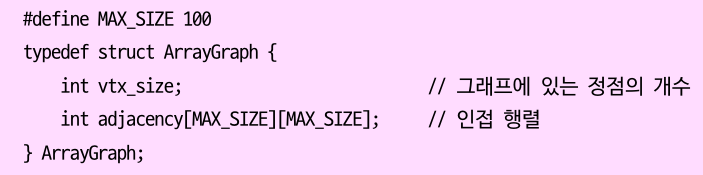 #define MAX_SIZE 100
typedef struct ArrayGraph {
    int vtx_size;                          // 그래프에 있는 정점의 개수
    int adjacency[MAX_SIZE][MAX_SIZE];     // 인접 행렬
} ArrayGraph;